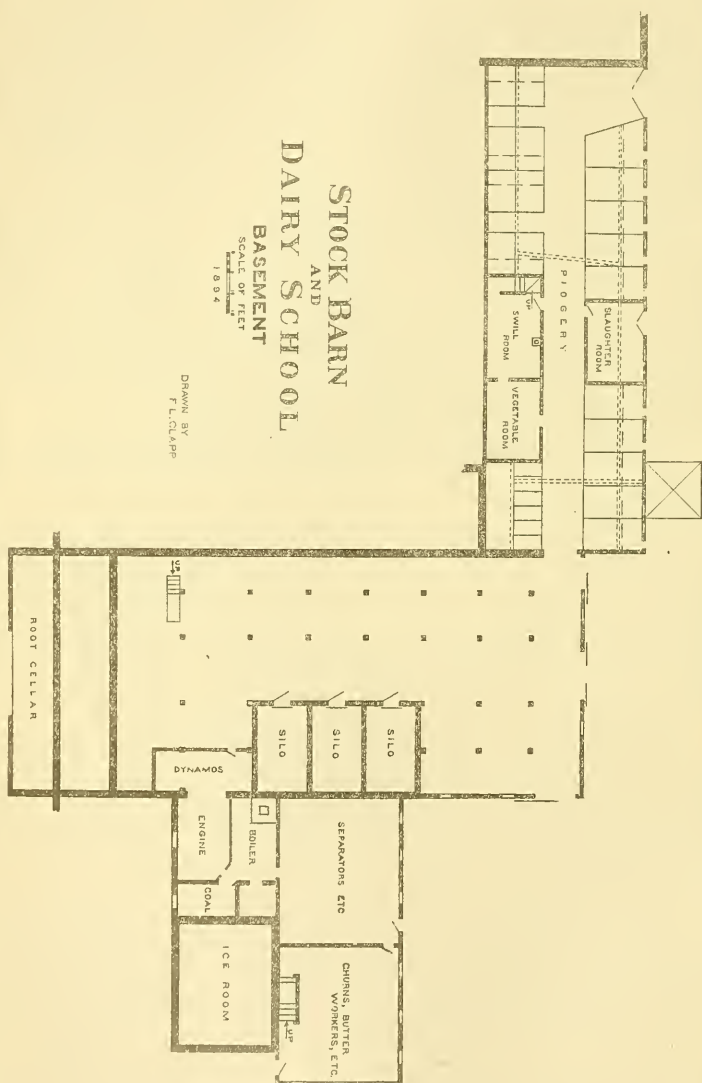 STOCK BARN
AND
DAIRY SCHOOL
BASEMENT
SCALE OF FEET
1894
DRAWN BY
F.L.CLAPP
PIGGERY
SLAUGHTER
ROOM
UP
SWILL
ROOM
VEGETABLE
ROOM
UP
ROOT CELLAR
SILO
SILO
SILO
DYNAMOS
ENGINE
BOILER
COAL
ICE ROOM
SEPARATORS ETC
CHURNS, BUTTER
WORKERS, ETC.
UP